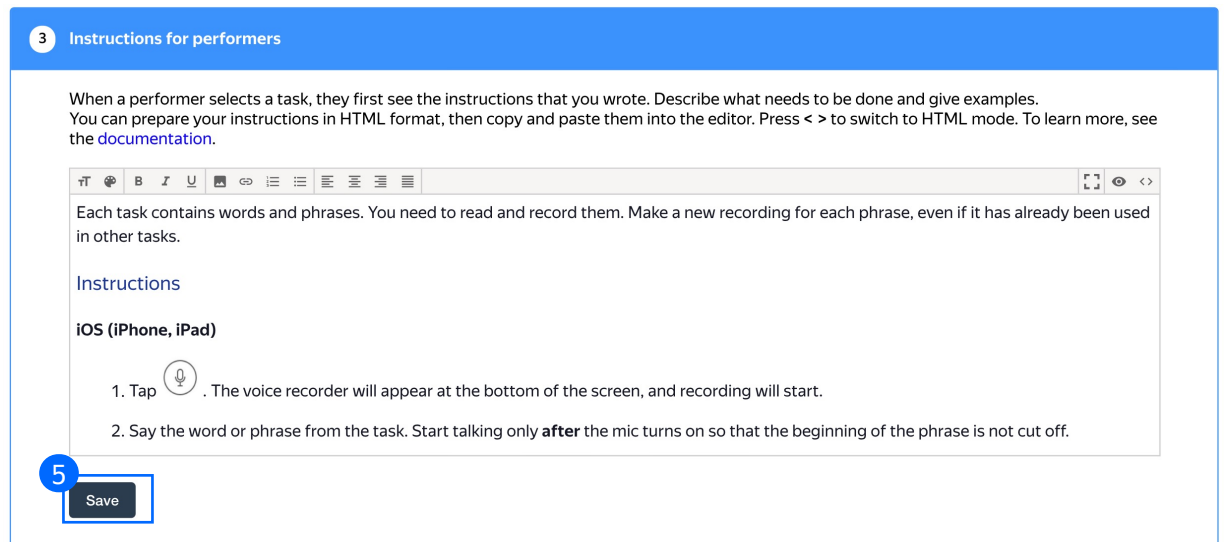 3 Instructions for performers
When a performer selects a task, they first see the instructions that you wrote. Describe what needs to be done and give examples.
You can prepare your instructions in HTML format, then copy and paste them into the editor. Press < > to switch to HTML mode. To learn more, see
the documentation.
B I U
Each task contains words and phrases. You need to read and record them. Make a new recording for each phrase, even if it has already been used
in other tasks.
Instructions
iOS (iPhone, iPad)
1. Tap . The voice recorder will appear at the bottom of the screen, and recording will start.
2. Say the word or phrase from the task. Start talking only after the mic turns on so that the beginning of the phrase is not cut off.
5
Save